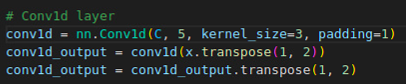 # Conv1d layer
conv1d = nn.Conv1d(C, 5, kernel_size=3, padding=1)
conv1d_output = conv1d(x.transpose(1, 2))
conv1d_output = conv1d_output.transpose(1, 2)